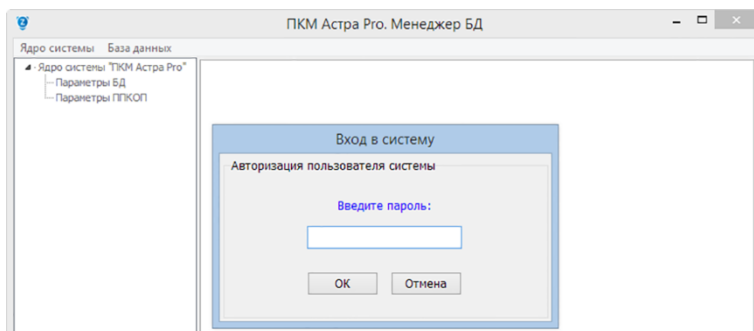 ПКМ Астра Pro. Менеджер БД
Ядро системы База данных
Ядро системы "ПКМ Астра Pro"
Параметры БД
Параметры ППКОП
Вход в систему
Авторизация пользователя системы
Введите пароль:
OK Отмена